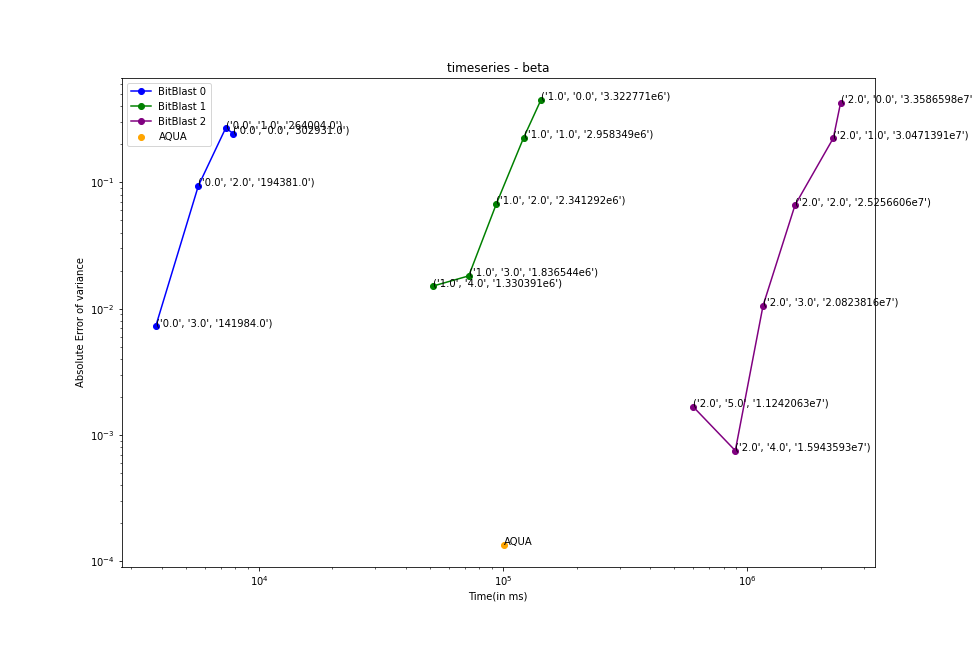 timeseries - beta
BitBlast 0
BitBlast 1
BitBlast 2
AQUA
('1.0', '0.0', '3.322771e6')
('2.0', '0.0', '3.3586598e7'
('0.0', '1.0', '264004.0')
('0.0', '0.0', '302931.0')
('1.0', '1.0', '2.958349e6')
('2.0', '1.0', '3.0471391e7')
('0.0', '2.0', '194381.0')
('1.0', '2.0', '2.341292e6')
('2.0', '2.0', '2.5256606e7')
('1.0', '3.0', '1.836544e6')
('1.0', '4.0', '1.330391e6')
('2.0', '3.0', '2.0823816e7')
('0.0', '3.0', '141984.0')
('2.0', '5.0', '1.1242063e7')
('2.0', '4.0', '1.5943593e7')
AQUA
10⁻¹
10⁻²
10⁻³
10⁻⁴
Absolute Error of variance
10⁴
10⁵
10⁶
Time(in ms)